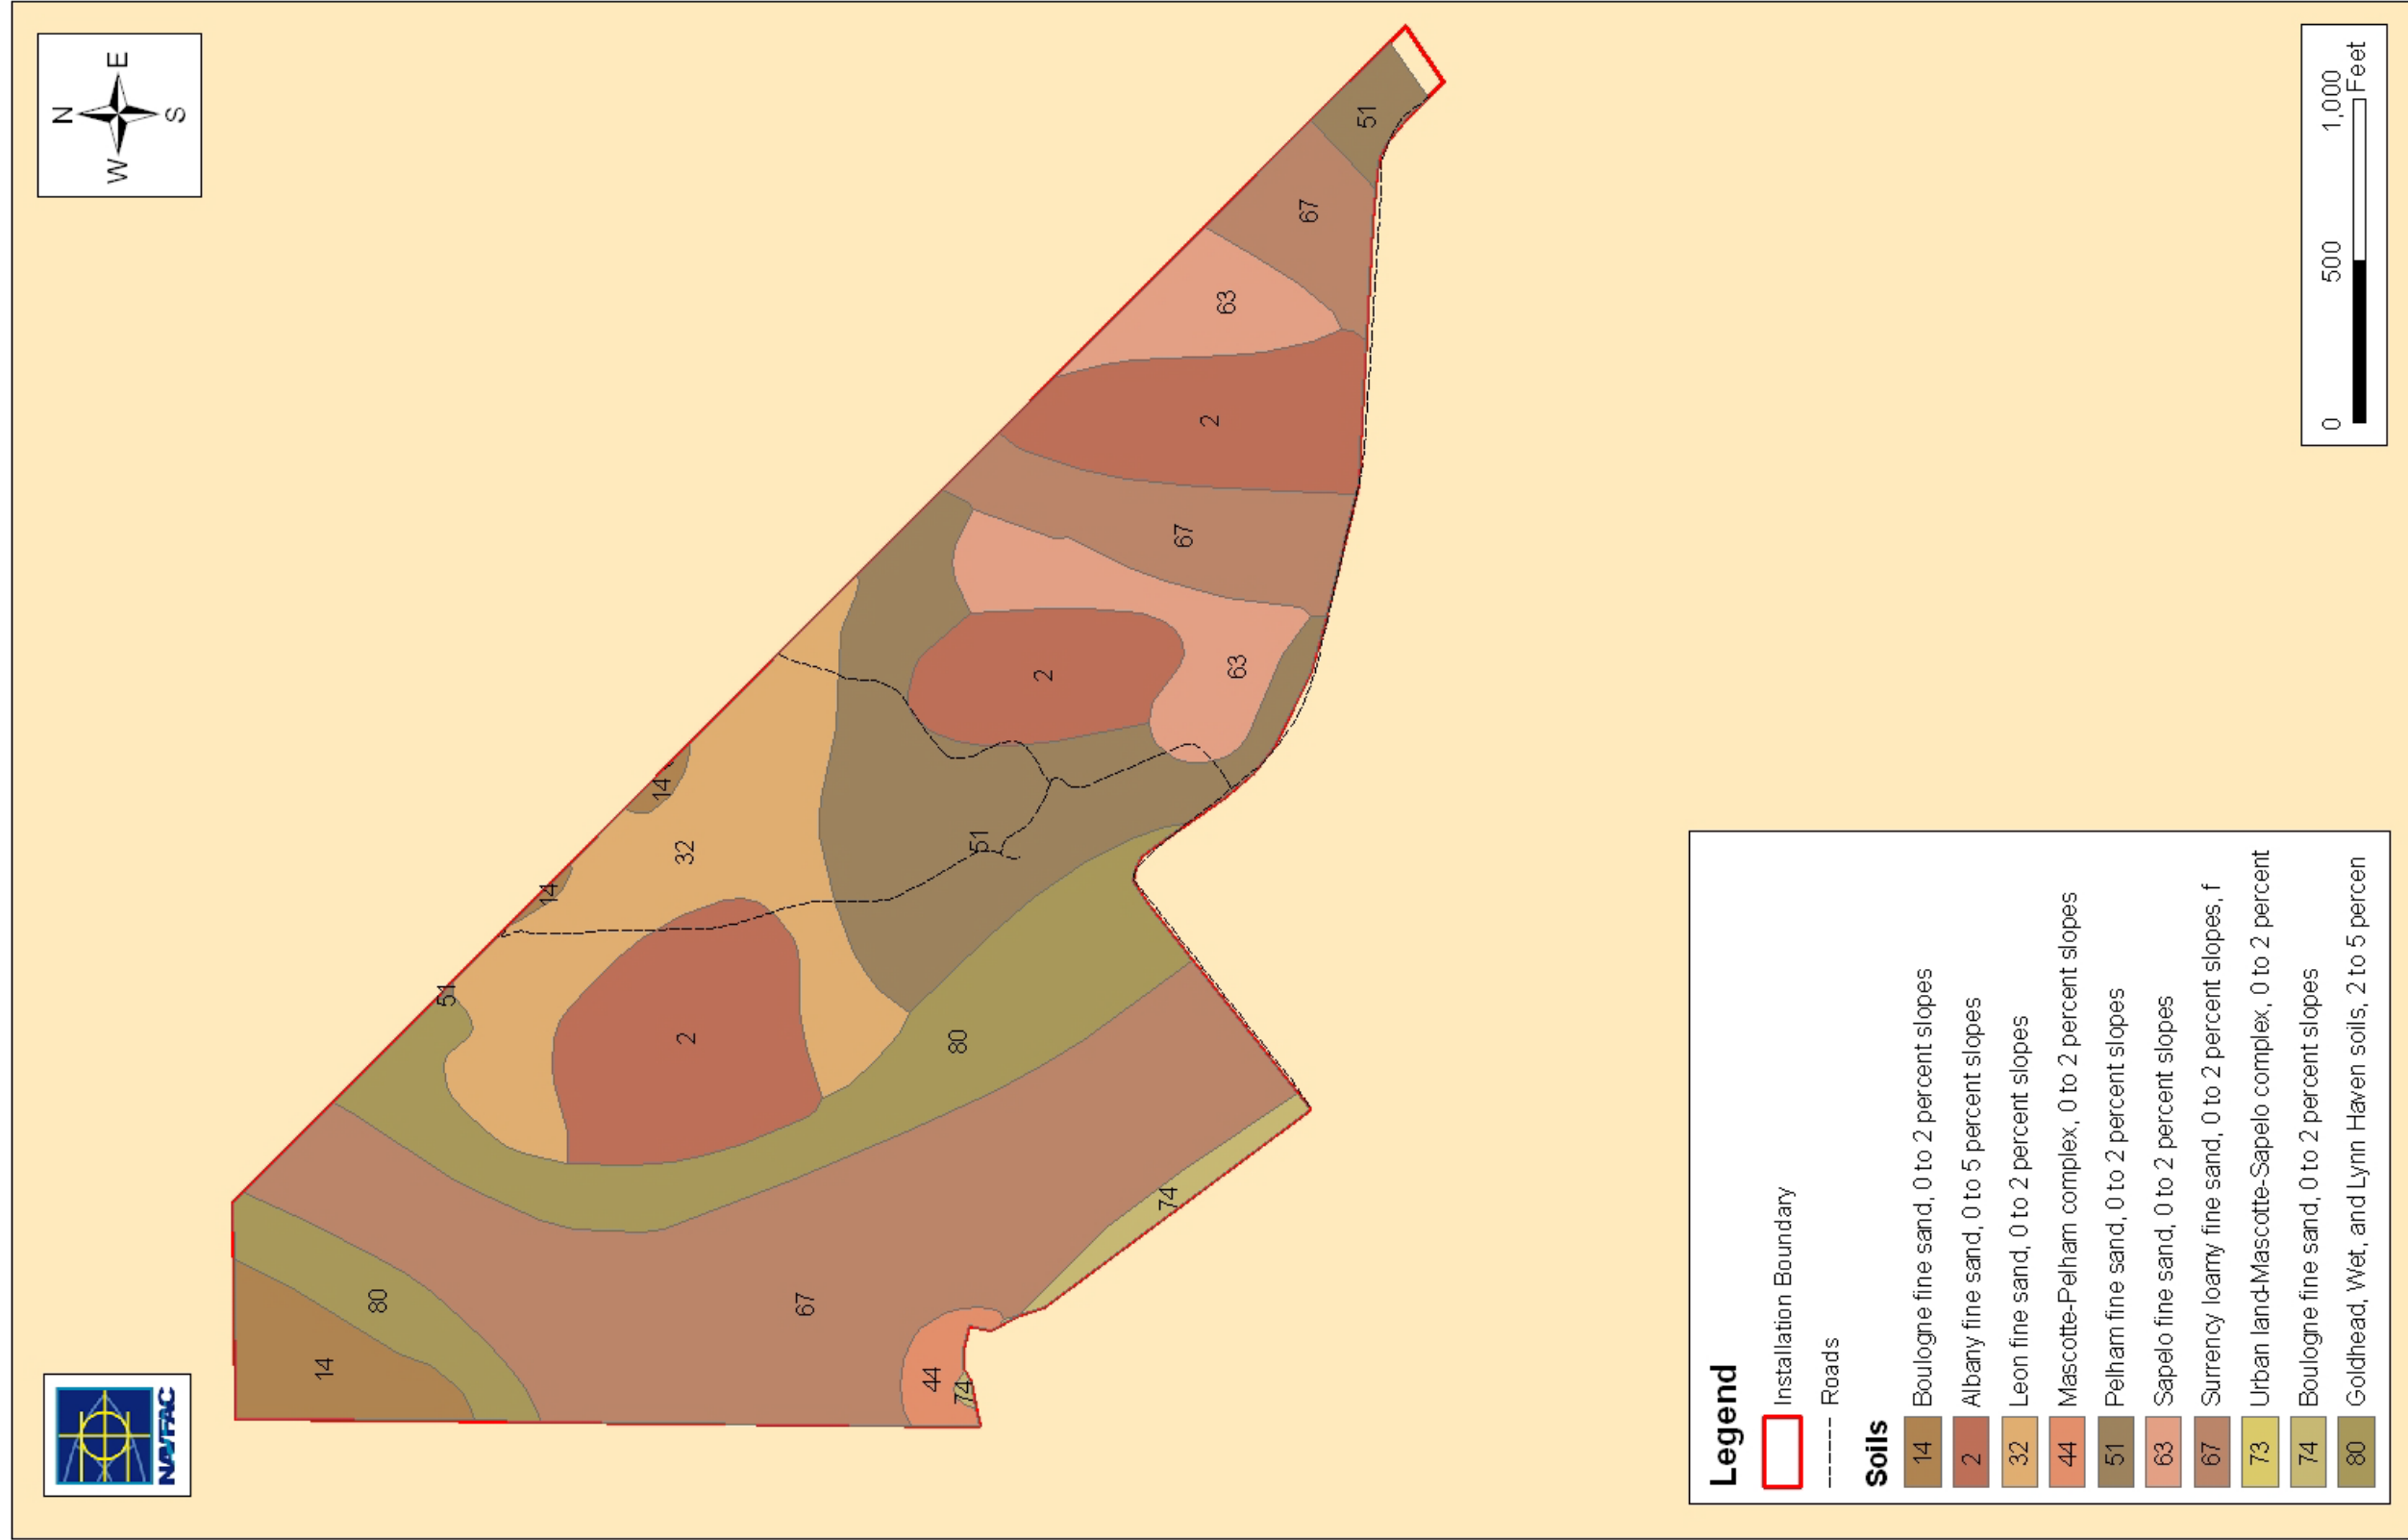 NAVFAC
N
W E
S
14
80
51
14
14
32
2
67
44
80
74
51
2
74
67
2
63
63
67
51
Legend
Installation Boundary
Roads
Soils
14 Boulogne fine sand, 0 to 2 percent slopes
2 Albany fine sand, 0 to 5 percent slopes
32 Leon fine sand, 0 to 2 percent slopes
44 Mascotte-Pelham complex, 0 to 2 percent slopes
51 Pelham fine sand, 0 to 2 percent slopes
63 Sapelo fine sand, 0 to 2 percent slopes
67 Surrency loamy fine sand, 0 to 2 percent slopes, f
73 Urban land-Mascotte-Sapelo complex, 0 to 2 percent
74 Boulogne fine sand, 0 to 2 percent slopes
80 Goldhead, Wet, and Lynn Haven soils, 2 to 5 percen
0 500 1,000
Feet